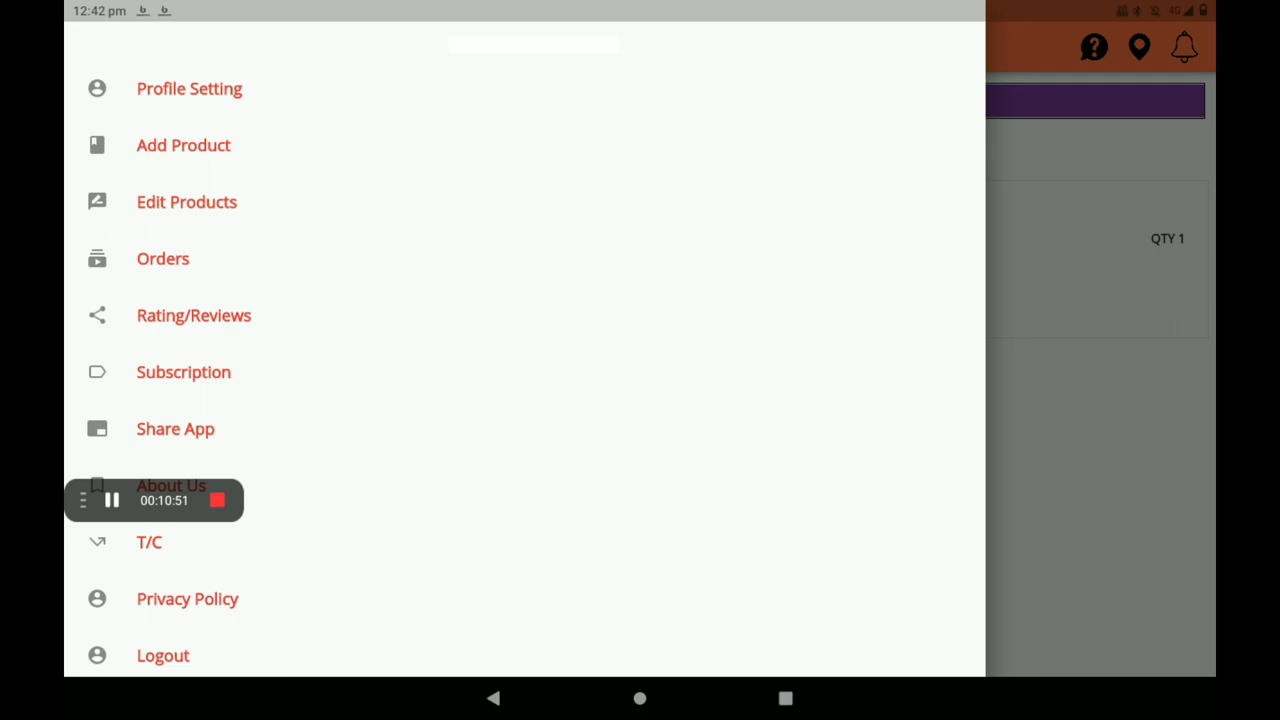 12:42 pm
4G
Profile Setting
Add Product
Edit Products
QTY 1
Orders
Rating/Reviews
Subscription
Share App
About Us
00:10:51
T/C
Privacy Policy
Logout